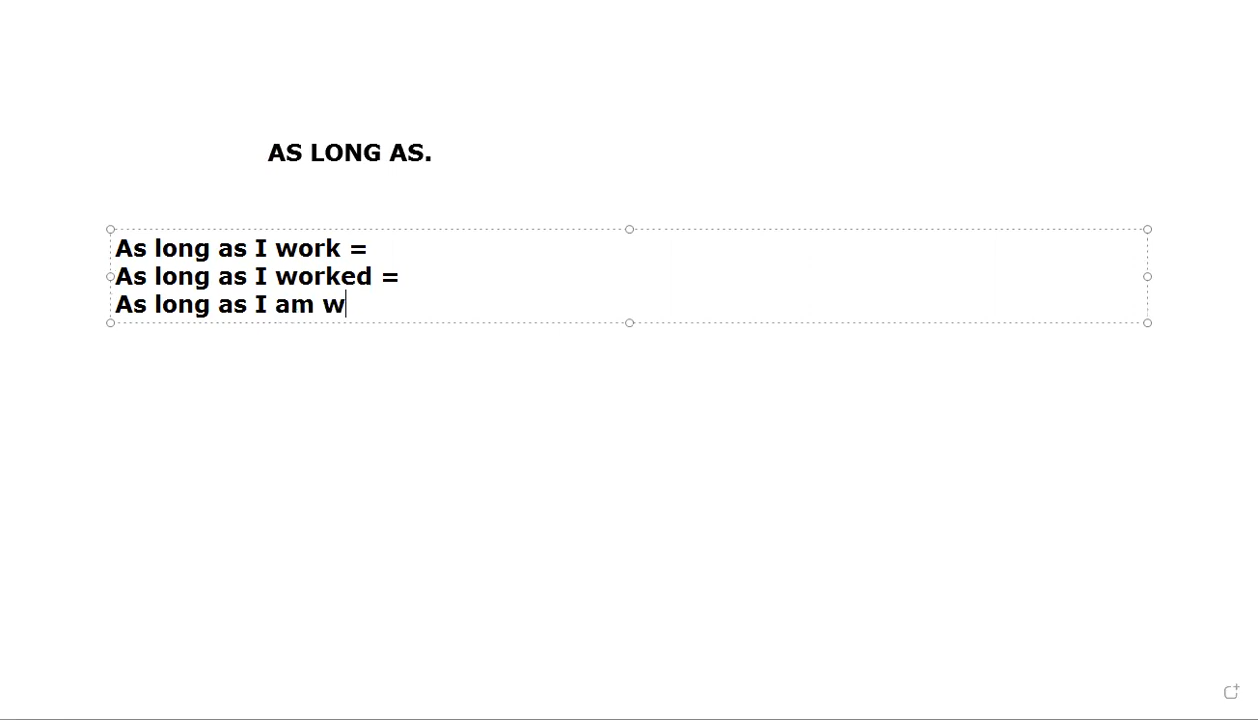 AS LONG AS.
As long as I work =
As long as I worked =
As long as I am w